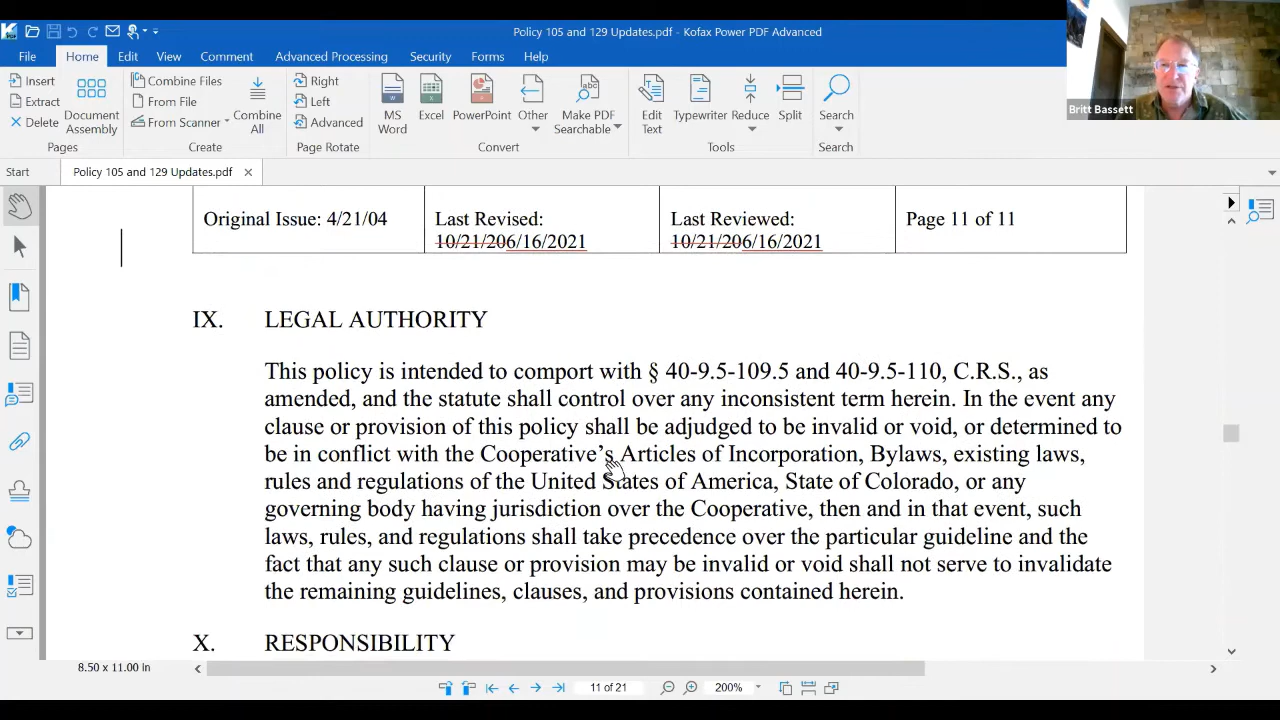 Policy 105 and 129 Updates.pdf - Kofax Power PDF Advanced
File Home Edit View Comment Advanced Processing Security Forms Help
Insert
Extract
Delete
Document Assembly
Pages
Combine Files
From File
From Scanner
Combine All
Create
Right
Left
Advanced
Page Rotate
MS Word
Excel
PowerPoint
Other
Make PDF Searchable
Convert
Edit Text
Typewriter
Reduce
Split
Tools
Search
Search
Britt Bassett
Start Policy 105 and 129 Updates.pdf
Original Issue: 4/21/04 Last Revised: Last Reviewed: Page 11 of 11
10/21/206/16/2021 10/21/206/16/2021
IX. LEGAL AUTHORITY
This policy is intended to comport with § 40-9.5-109.5 and 40-9.5-110, C.R.S., as
amended, and the statute shall control over any inconsistent term herein. In the event any
clause or provision of this policy shall be adjudged to be invalid or void, or determined to
be in conflict with the Cooperative’s Articles of Incorporation, Bylaws, existing laws,
rules and regulations of the United States of America, State of Colorado, or any
governing body having jurisdiction over the Cooperative, then and in that event, such
laws, rules, and regulations shall take precedence over the particular guideline and the
fact that any such clause or provision may be invalid or void shall not serve to invalidate
the remaining guidelines, clauses, and provisions contained herein.
X. RESPONSIBILITY
8.50 x 11.00 in
11 of 21 200%